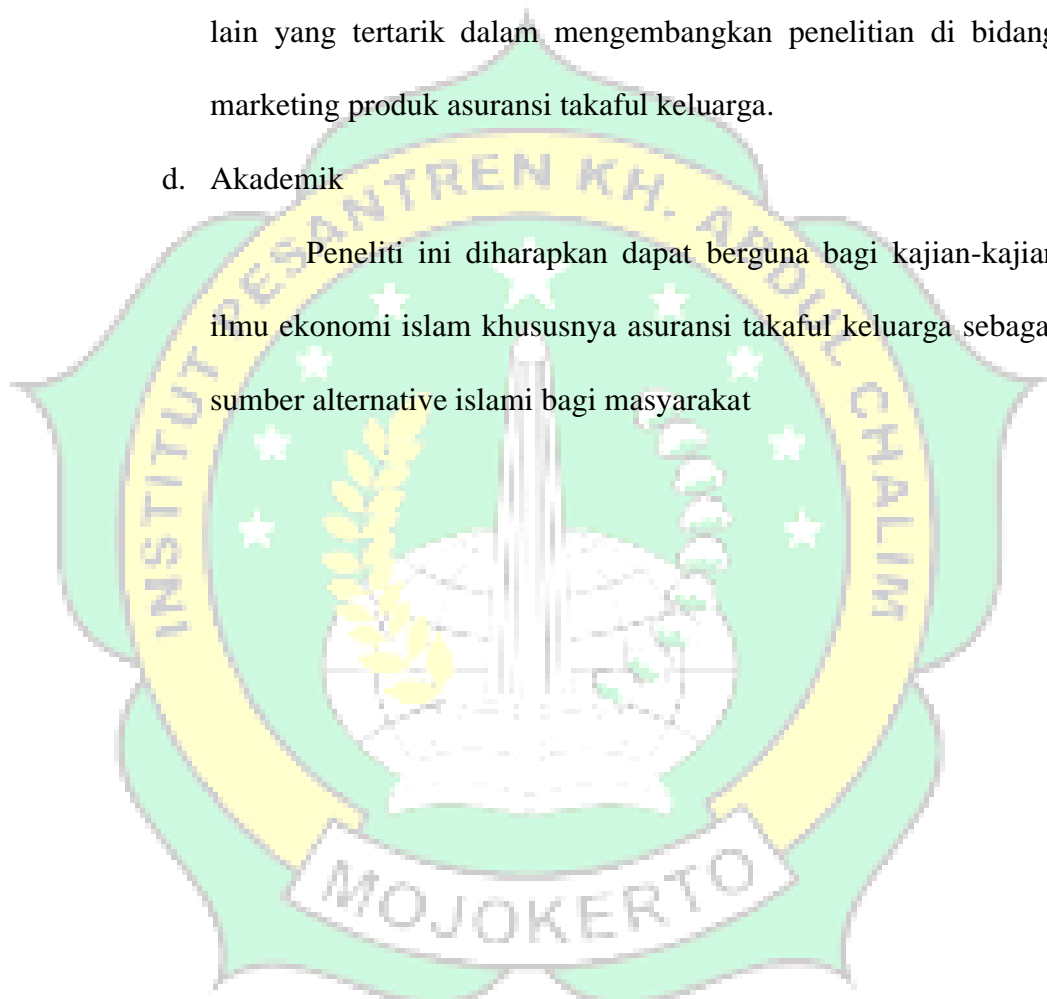 lain yang tertarik dalam mengembangkan penelitian di bidang
marketing produk asuransi takaful keluarga.
d. Akademik
Peneliti ini diharapkan dapat berguna bagi kajian-kajian
ilmu ekonomi islam khususnya asuransi takaful keluarga sebaga
sumber alternative islami bagi masyarakat
INSTITUT PESANTREN KH. ABDUL CHALIM
MOJOKERTO